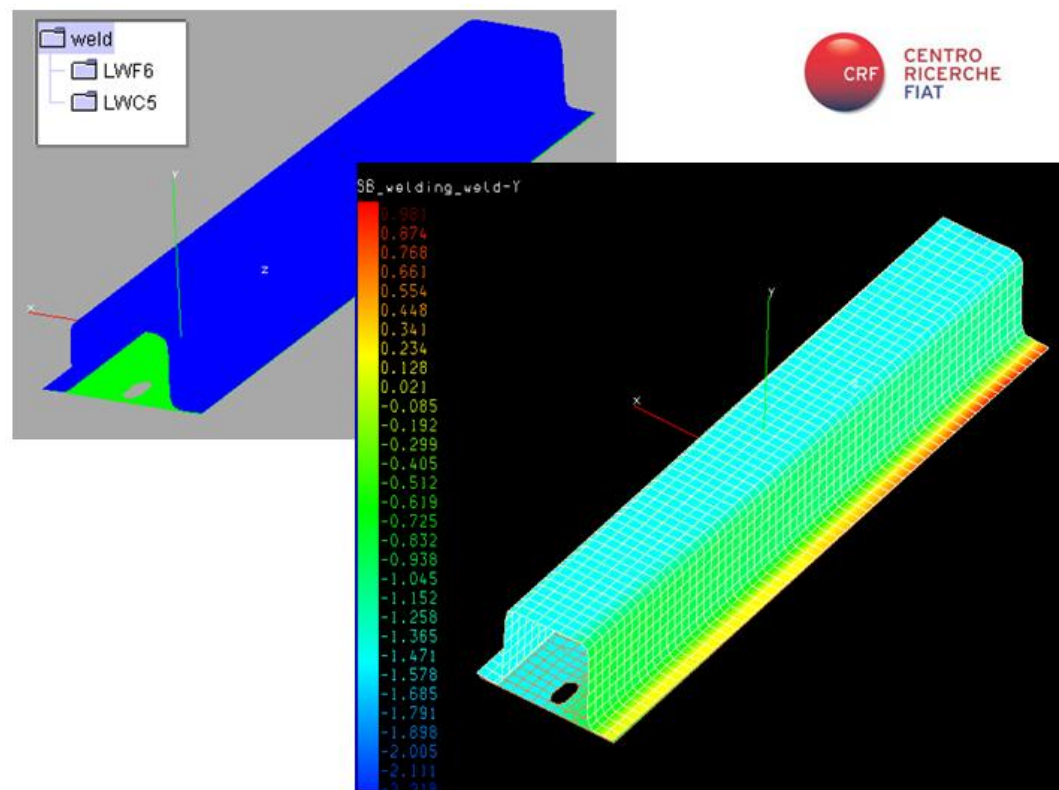 weld
LWF6
LWC5
CRF
CENTRO
RICERCHE
FIAT
Y
X
Z
SB_welding_weld-Y
0.981
0.874
0.768
0.661
0.554
0.448
0.341
0.234
0.128
0.021
-0.085
-0.192
-0.299
-0.405
-0.512
-0.619
-0.725
-0.832
-0.938
-1.045
-1.152
-1.258
-1.365
-1.471
-1.578
-1.685
-1.791
-1.898
-2.005
-2.111
Y
X